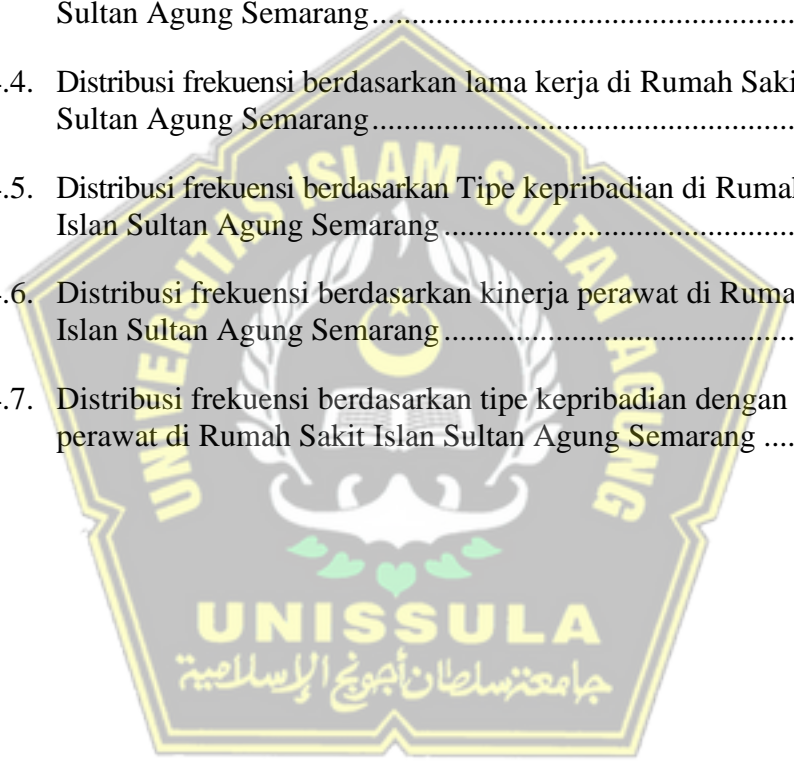 Sultan Agung Semarang......................................................
.4. Distribusi frekuensi berdasarkan lama kerja di Rumah Saki
Sultan Agung Semarang......................................................
.5. Distribusi frekuensi berdasarkan Tipe kepribadian di Rumah
Islan Sultan Agung Semarang.............................................
.6. Distribusi frekuensi berdasarkan kinerja perawat di Ruma
Islan Sultan Agung Semarang.............................................
.7. Distribusi frekuensi berdasarkan tipe kepribadian dengan
perawat di Rumah Sakit Islan Sultan Agung Semarang ....
UNIVERSITAS ISLAM SULTAN AGUNG
UNISSULA
جامعة سلطان أجونج الإسلامية